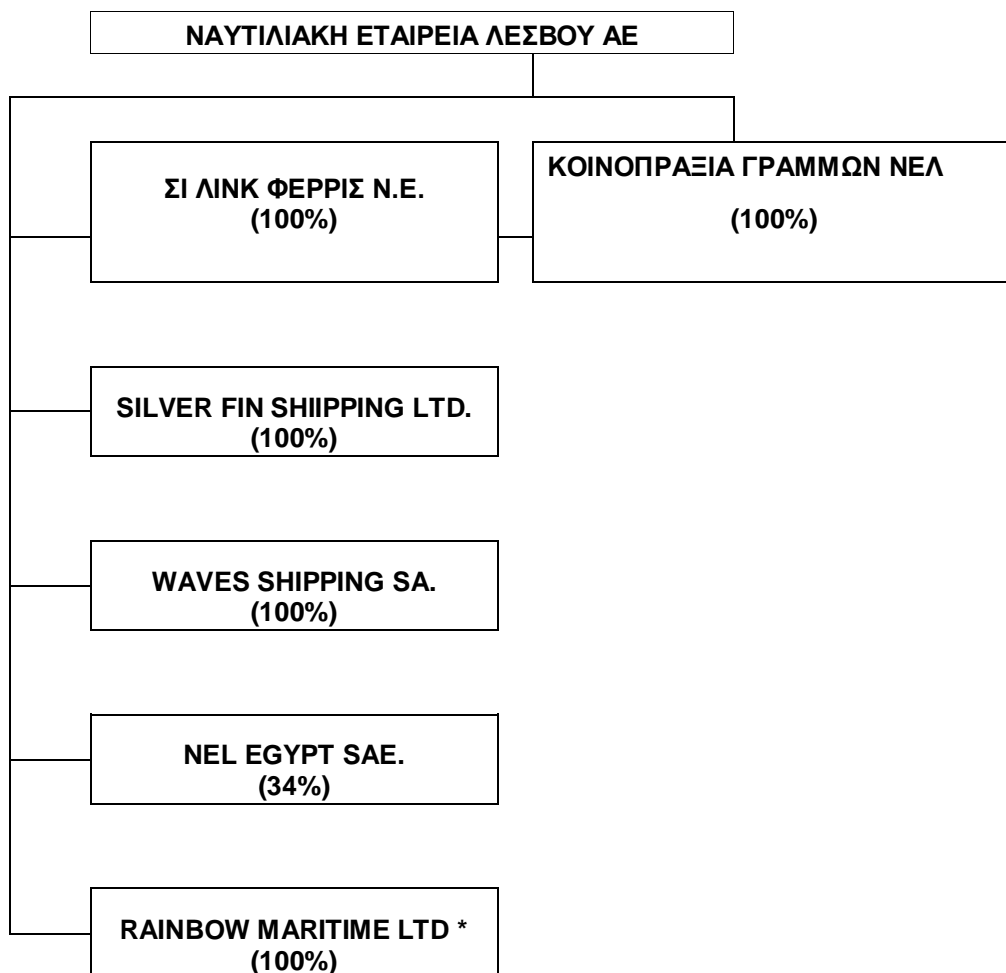 ΝΑΥΤΙΛΙΑΚΗ ΕΤΑΙΡΕΙΑ ΛΕΣΒΟΥ ΑΕ
ΣΙ ΛΙΝΚ ΦΕΡΡΙΣ Ν.Ε.
(100%)
ΚΟΙΝΟΠΡΑΞΙΑ ΓΡΑΜΜΩΝ ΝΕΛ
(100%)
SILVER FIN SHIIPPING LTD.
(100%)
WAVES SHIPPING SA.
(100%)
NEL EGYPT SAE.
(34%)
RAINBOW MARITIME LTD *
(100%)